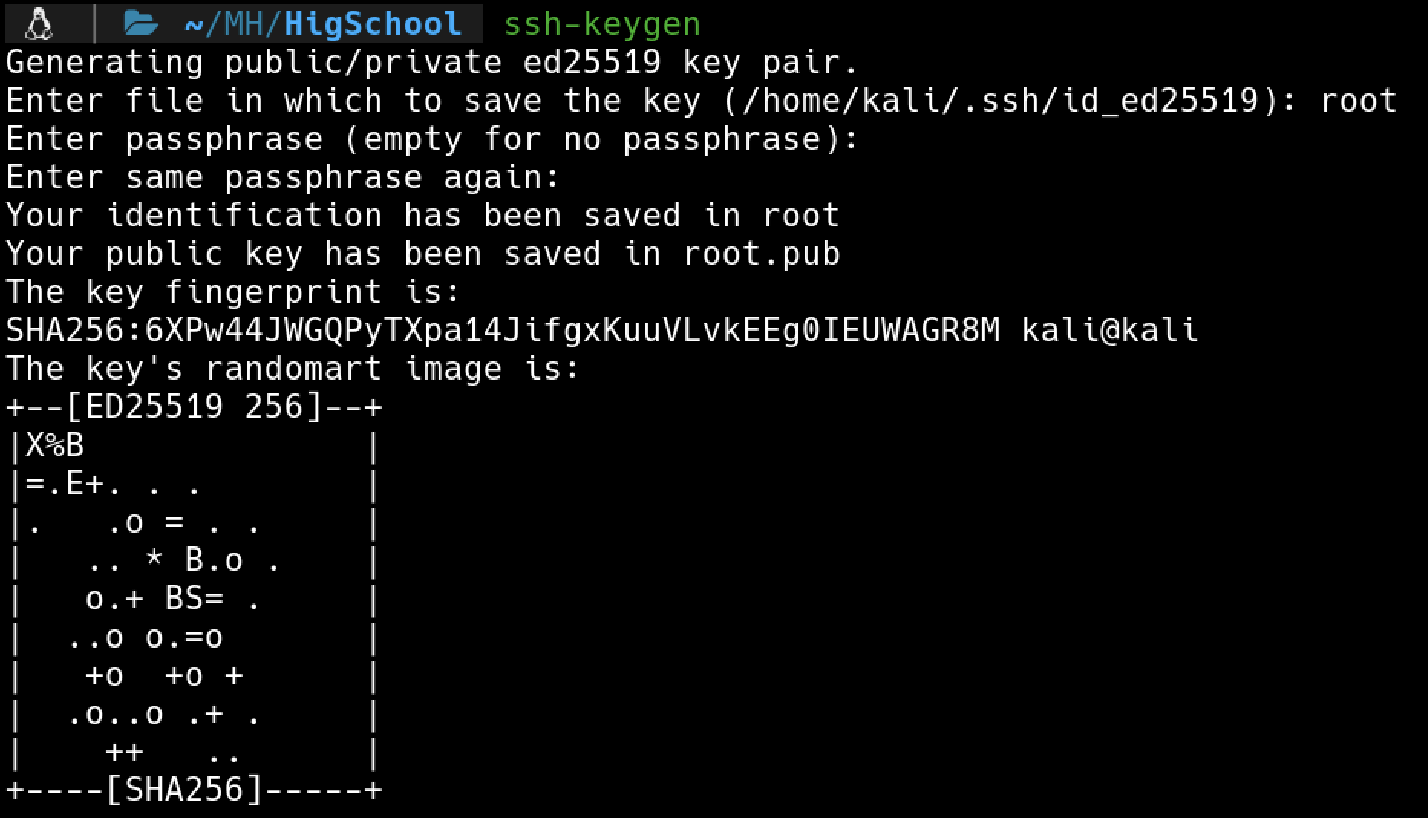 ~/MH/HigSchool ssh-keygen
Generating public/private ed25519 key pair.
Enter file in which to save the key (/home/kali/.ssh/id_ed25519): root
Enter passphrase (empty for no passphrase):
Enter same passphrase again:
Your identification has been saved in root
Your public key has been saved in root.pub
The key fingerprint is:
SHA256:6XPw44JWGQPyTXpa14JifgxKuuVLvkEEg0IEUWAGR8M kali@kali
The key's randomart image is:
+--[ED25519 256]--+
|X%B              |
|=.E+. . .        |
|.   .o = . .     |
|   .. * B.o .    |
|   o.+ BS= .     |
|  ..o o.=o       |
|   +o  +o +      |
|  .o..o .+ .     |
|    ++   ..      |
+----[SHA256]-----+